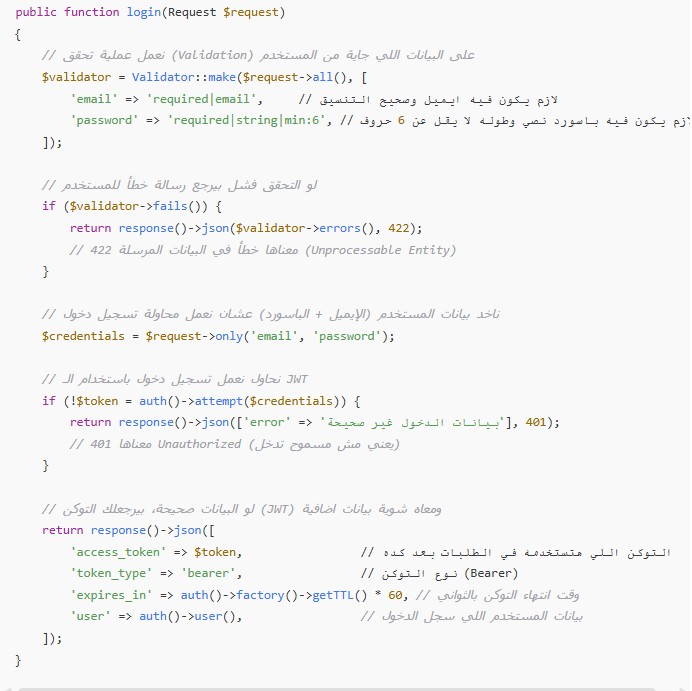 public function login(Request $request)
{
    // نعمل عملية تحقق (Validation) على البيانات اللي جاية من المستخدم
    $validator = Validator::make($request->all(), [
        'email' => 'required|email',     // لازم يكون فيه ايميل وصحيح التنسيق
        'password' => 'required|string|min:6', // لازم يكون فيه باسورد نصي وطوله لا يقل عن 6 حروف
    ]);

    // لو التحقق فشل بيرجع رسالة خطأ للمستخدم
    if ($validator->fails()) {
        return response()->json($validator->errors(), 422);
        // 422 معناها خطأ في البيانات المرسلة (Unprocessable Entity)
    }

    // ناخد بيانات المستخدم (الإيميل + الباسورد) عشان نعمل محاولة تسجيل دخول
    $credentials = $request->only('email', 'password');

    // نحاول نعمل تسجيل دخول باستخدام الـ JWT
    if (!$token = auth()->attempt($credentials)) {
        return response()->json(['error' => 'بيانات الدخول غير صحيحة'], 401);
        // 401 معناها Unauthorized (يعني مش مسموح تدخل)
    }

    // لو البيانات صحيحة، بيرجعلك التوكن (JWT) ومعاه شوية بيانات اضافية
    return response()->json([
        'access_token' => $token,                 // التوكن اللي هتستخدمه في الطلبات بعد كده
        'token_type' => 'bearer',                 // نوع التوكن (Bearer)
        'expires_in' => auth()->factory()->getTTL() * 60, // وقت انتهاء التوكن بالثواني
        'user' => auth()->user(),                 // بيانات المستخدم اللي سجل الدخول
    ]);
}